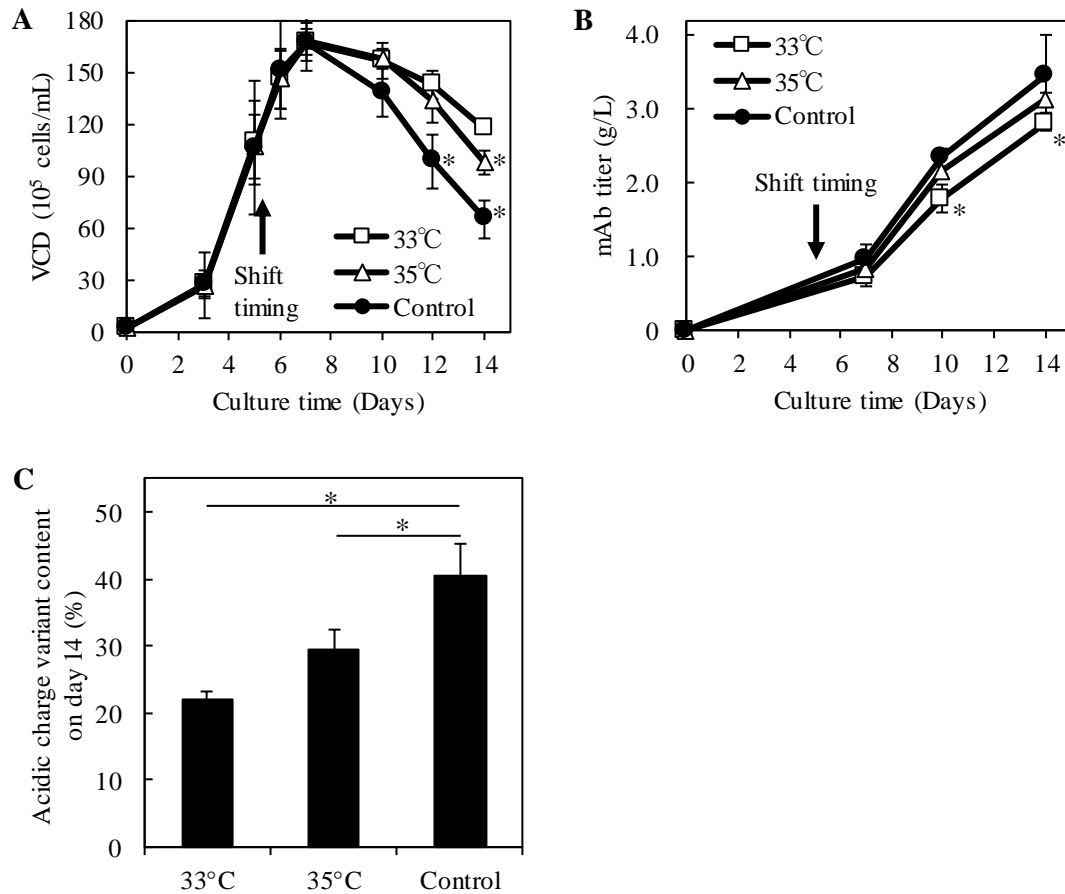 A
VCD (10⁵ cells/mL)
180
150
120
90
60
30
0
*
*
*
Shift
timing
33℃
35℃
Control
0 2 4 6 8 10 12 14
Culture time (Days)
B
mAb titer (g/L)
4.0
3.0
2.0
1.0
0
33℃
35℃
Control
Shift timing
*
*
0 2 4 6 8 10 12 14
Culture time (Days)
C
Acidic charge variant content
on day 14 (%)
50
40
30
20
10
0
*
*
33°C 35°C Control